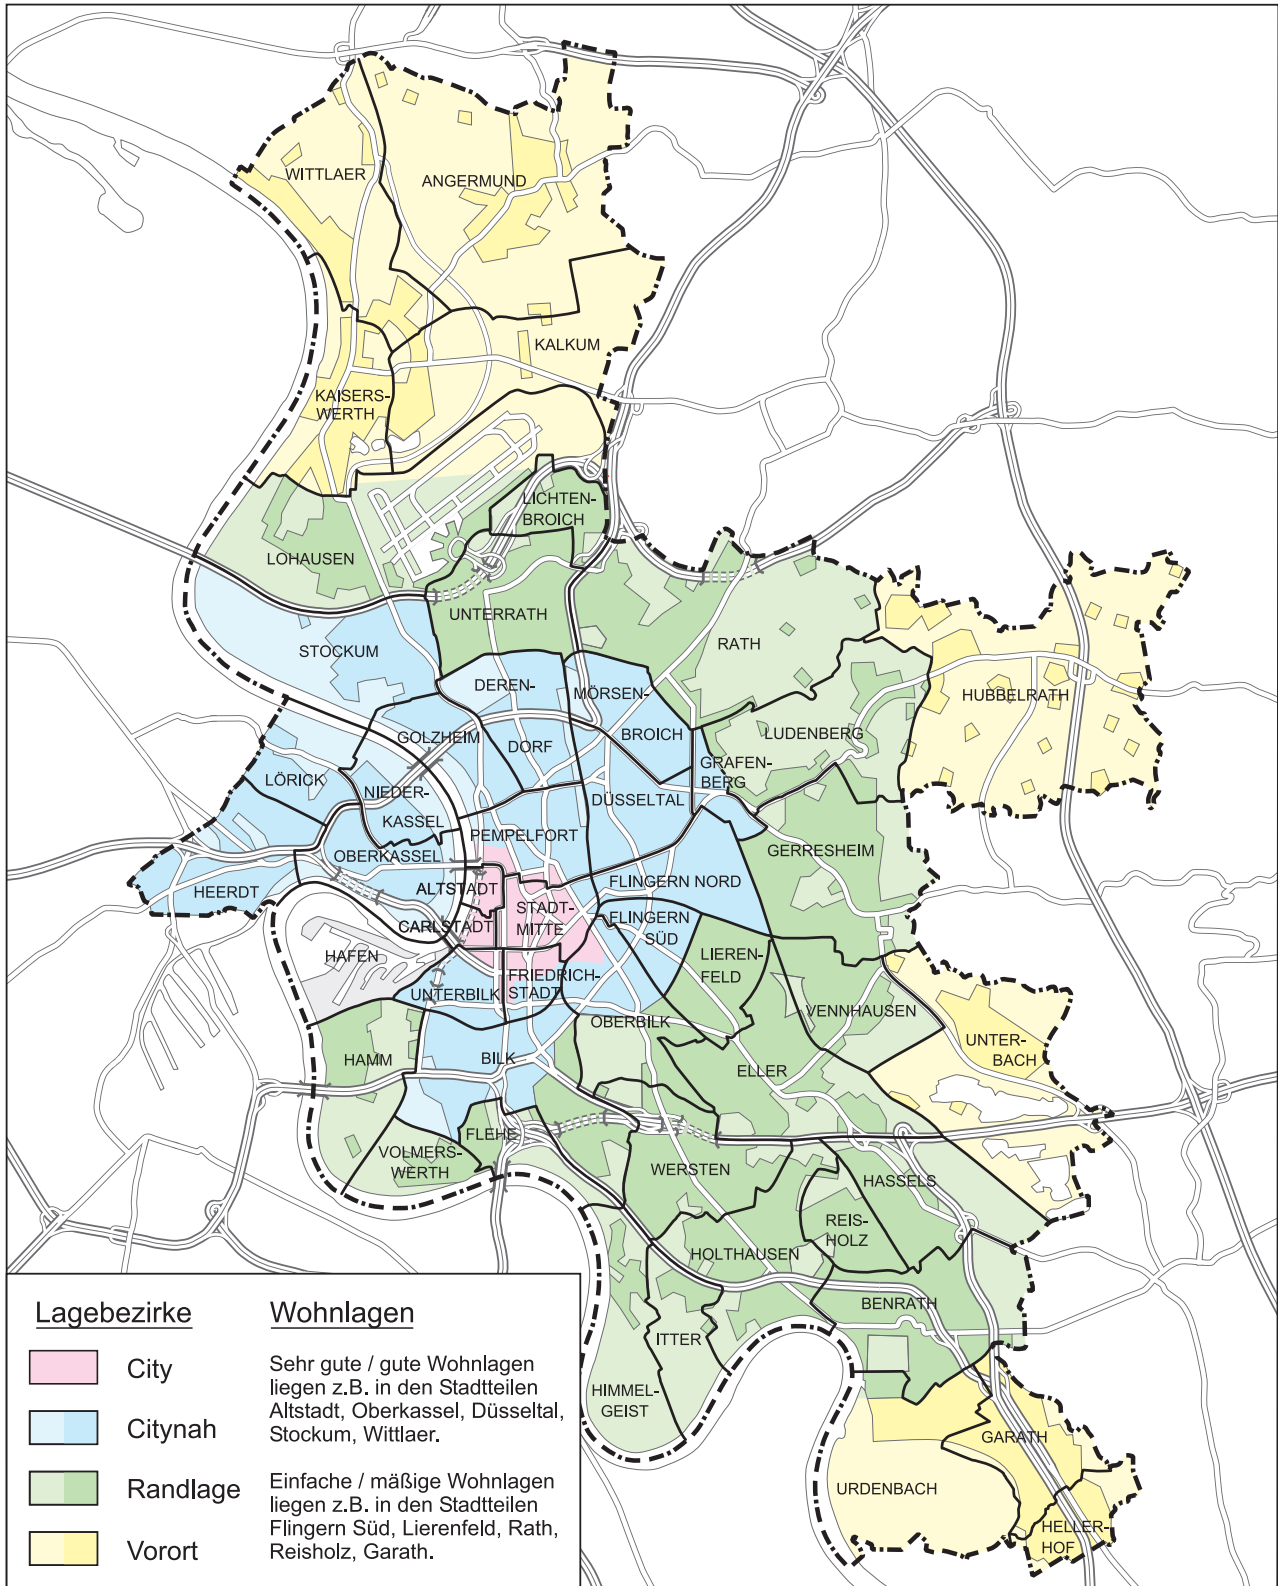 WITTLAER
ANGERMUND
KALKUM
KAISERS-
WERTH
LICHTEN-
BROICH
LOHAUSEN
UNTERRATH
RATH
STOCKUM
DEREN-
DORF
MÖRSEN-
BROICH
HUBBELRATH
LUDENBERG
GOLZHEIM
GRAFEN-
BERG
LÖRICK
NIEDER-
KASSEL
DÜSSELTAL
PEMPELFORT
OBERKASSEL
GERRESHEIM
HEERDT
ALTSTADT
FLINGERN NORD
STADT-
MITTE
CARLSTADT
FLINGERN
SÜD
HAFEN
LIEREN-
FELD
FRIEDRICH-
STADT
UNTERBILK
VENNHAUSEN
OBERBILK
UNTER-
BACH
HAMM
BILK
ELLER
FLEHE
VOLMERS-
WERTH
WERSTEN
HASSELS
REIS-
HOLZ
HOLTHAUSEN
BENRATH
ITTER
HIMMEL-
GEIST
GARATH
URDENBACH
HELLER-
HOF
Lagebezirke
City
Citynah
Randlage
Vorort
Wohnlagen
Sehr gute / gute Wohnlagen
liegen z.B. in den Stadtteilen
Altstadt, Oberkassel, Düsseltal,
Stockum, Wittlaer.
Einfache / mäßige Wohnlagen
liegen z.B. in den Stadtteilen
Flingern Süd, Lierenfeld, Rath,
Reisholz, Garath.